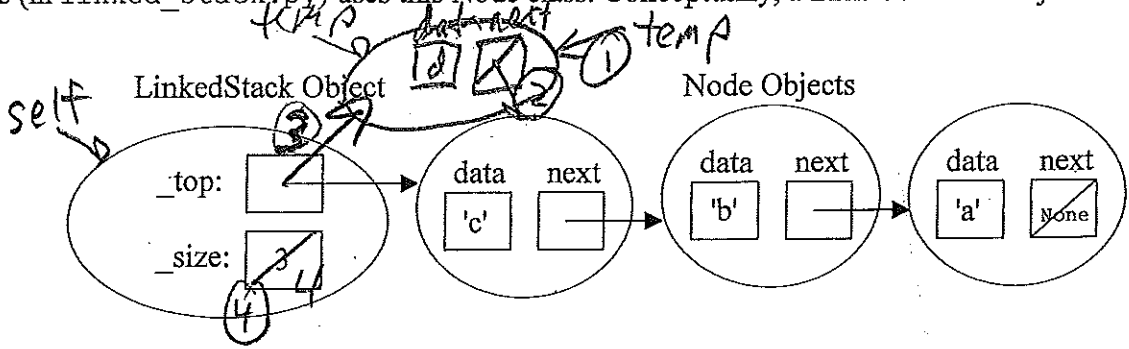 temp
data next
d
1
temp
LinkedStack Object
2
Node Objects
self
3
_top:
data next
'c'
data next
'b'
data next
'a' None
_size:
3 4
4